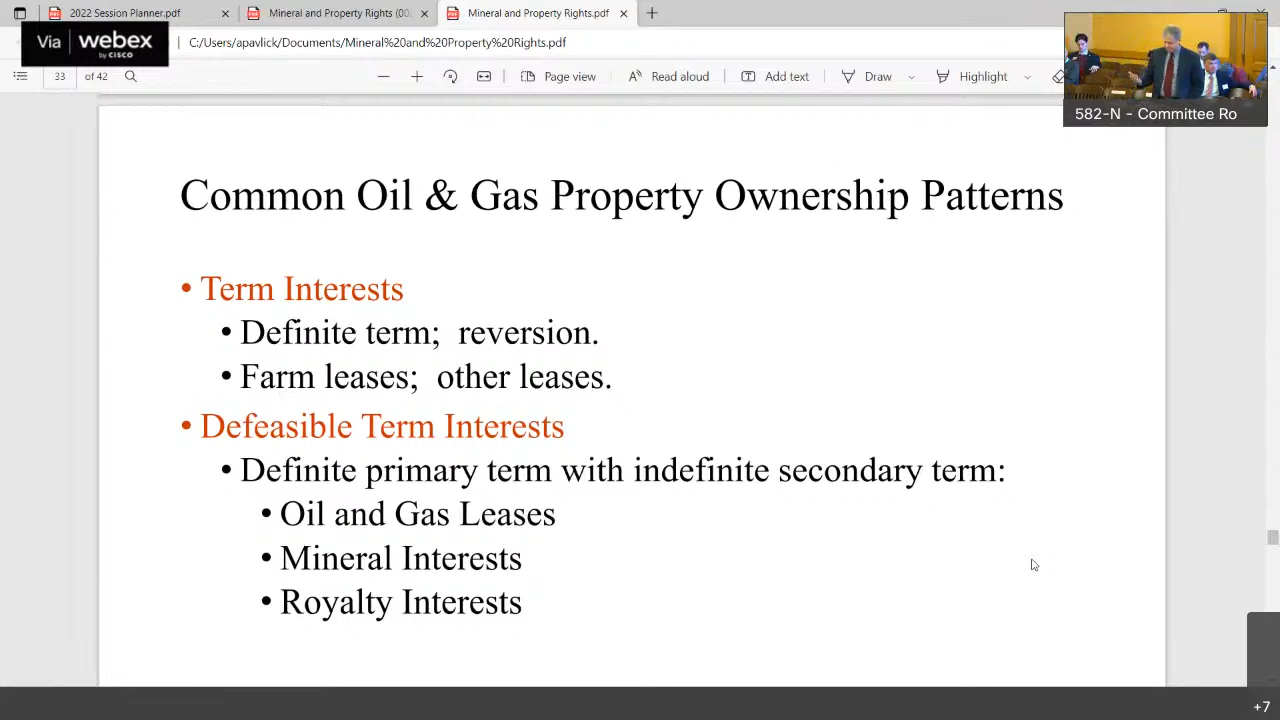 2022 Session Planner.pdf
Mineral and Property Rights (00.
Mineral and Property Rights.pdf
Via webex
by CISCO
C:/Users/apavlick/Documents/Mineral%20and%20Property%20Rights.pdf
33 of 42
Page view
Read aloud
Add text
Draw
Highlight
582-N - Committee Ro
Common Oil & Gas Property Ownership Patterns
• Term Interests
• Definite term; reversion.
• Farm leases; other leases.
• Defeasible Term Interests
• Definite primary term with indefinite secondary term:
• Oil and Gas Leases
• Mineral Interests
• Royalty Interests
+7